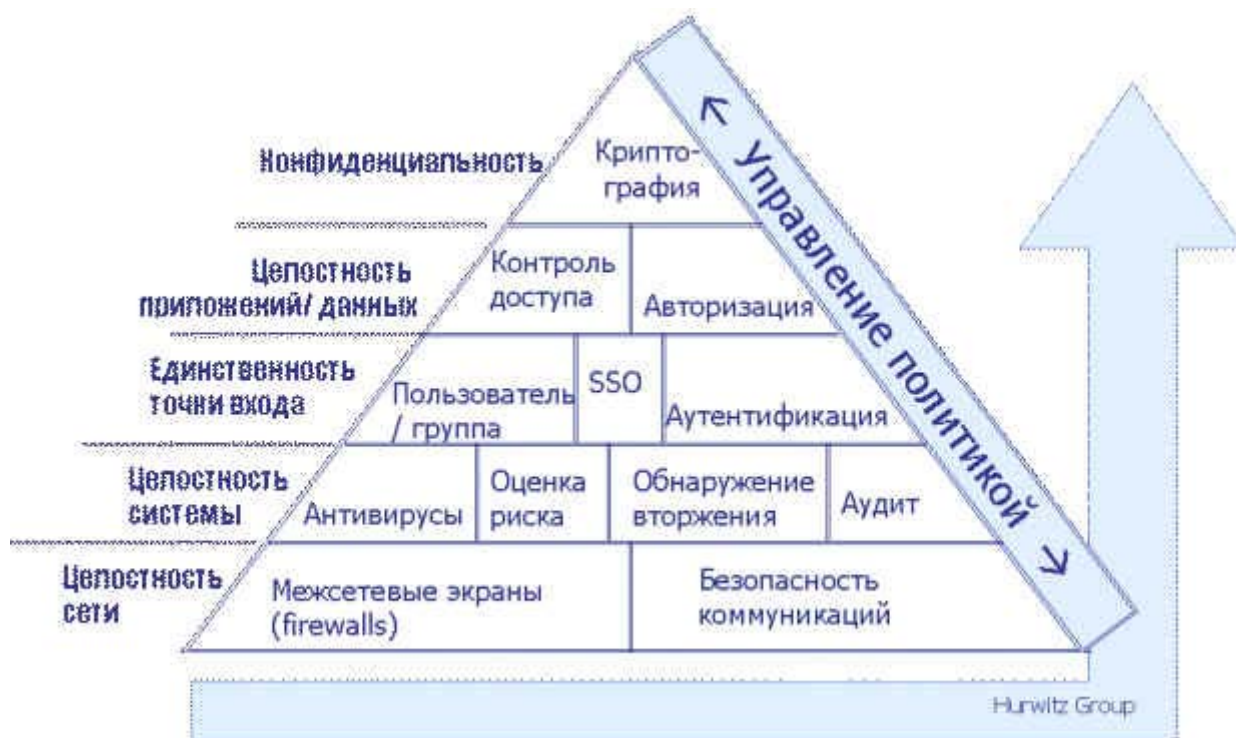 Конфиденциальность
Крипто-
графия
Целостность
приложений/ данных
Контроль
доступа
Авторизация
Единственность
точки входа
Пользователь
/ группа
SSO
Аутентификация
Целостность
системы
Антивирусы
Оценка
риска
Обнаружение
вторжения
Аудит
Целостность
сети
Межсетевые экраны
(firewalls)
Безопасность
коммуникаций
← Управление политикой →
Hurwitz Group